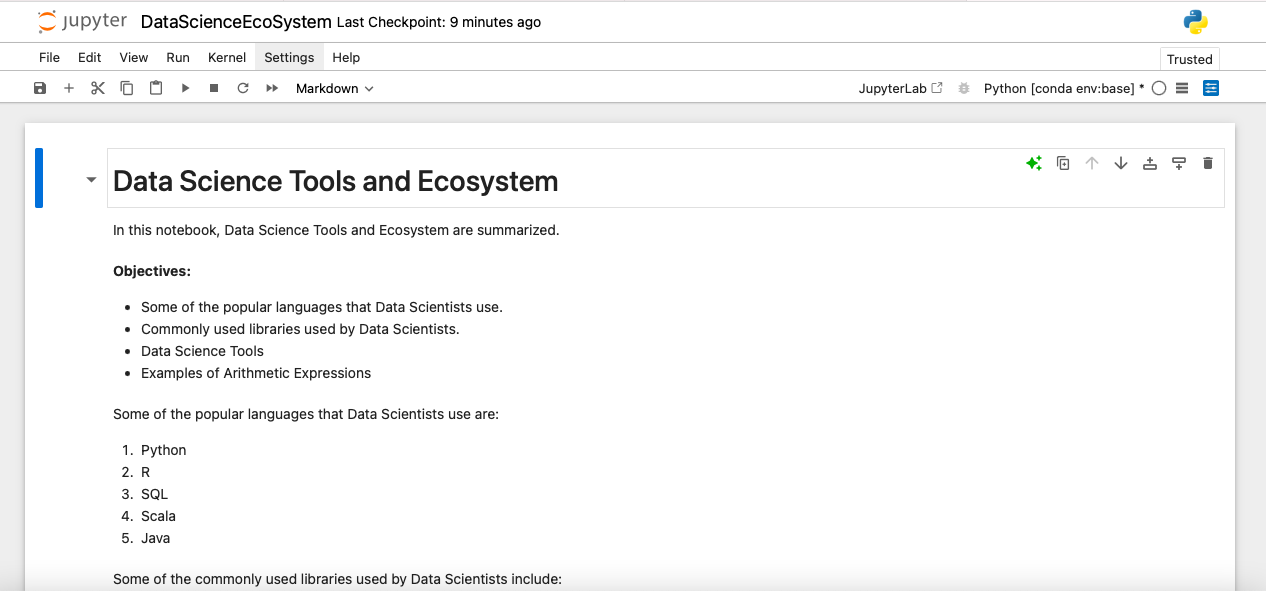 jupyter DataScienceEcoSystem Last Checkpoint: 9 minutes ago
File Edit View Run Kernel Settings Help
Trusted
Markdown JupyterLab Python [conda env:base] *
Data Science Tools and Ecosystem
In this notebook, Data Science Tools and Ecosystem are summarized.
Objectives:
• Some of the popular languages that Data Scientists use.
• Commonly used libraries used by Data Scientists.
• Data Science Tools
• Examples of Arithmetic Expressions
Some of the popular languages that Data Scientists use are:
1. Python
2. R
3. SQL
4. Scala
5. Java
Some of the commonly used libraries used by Data Scientists include: